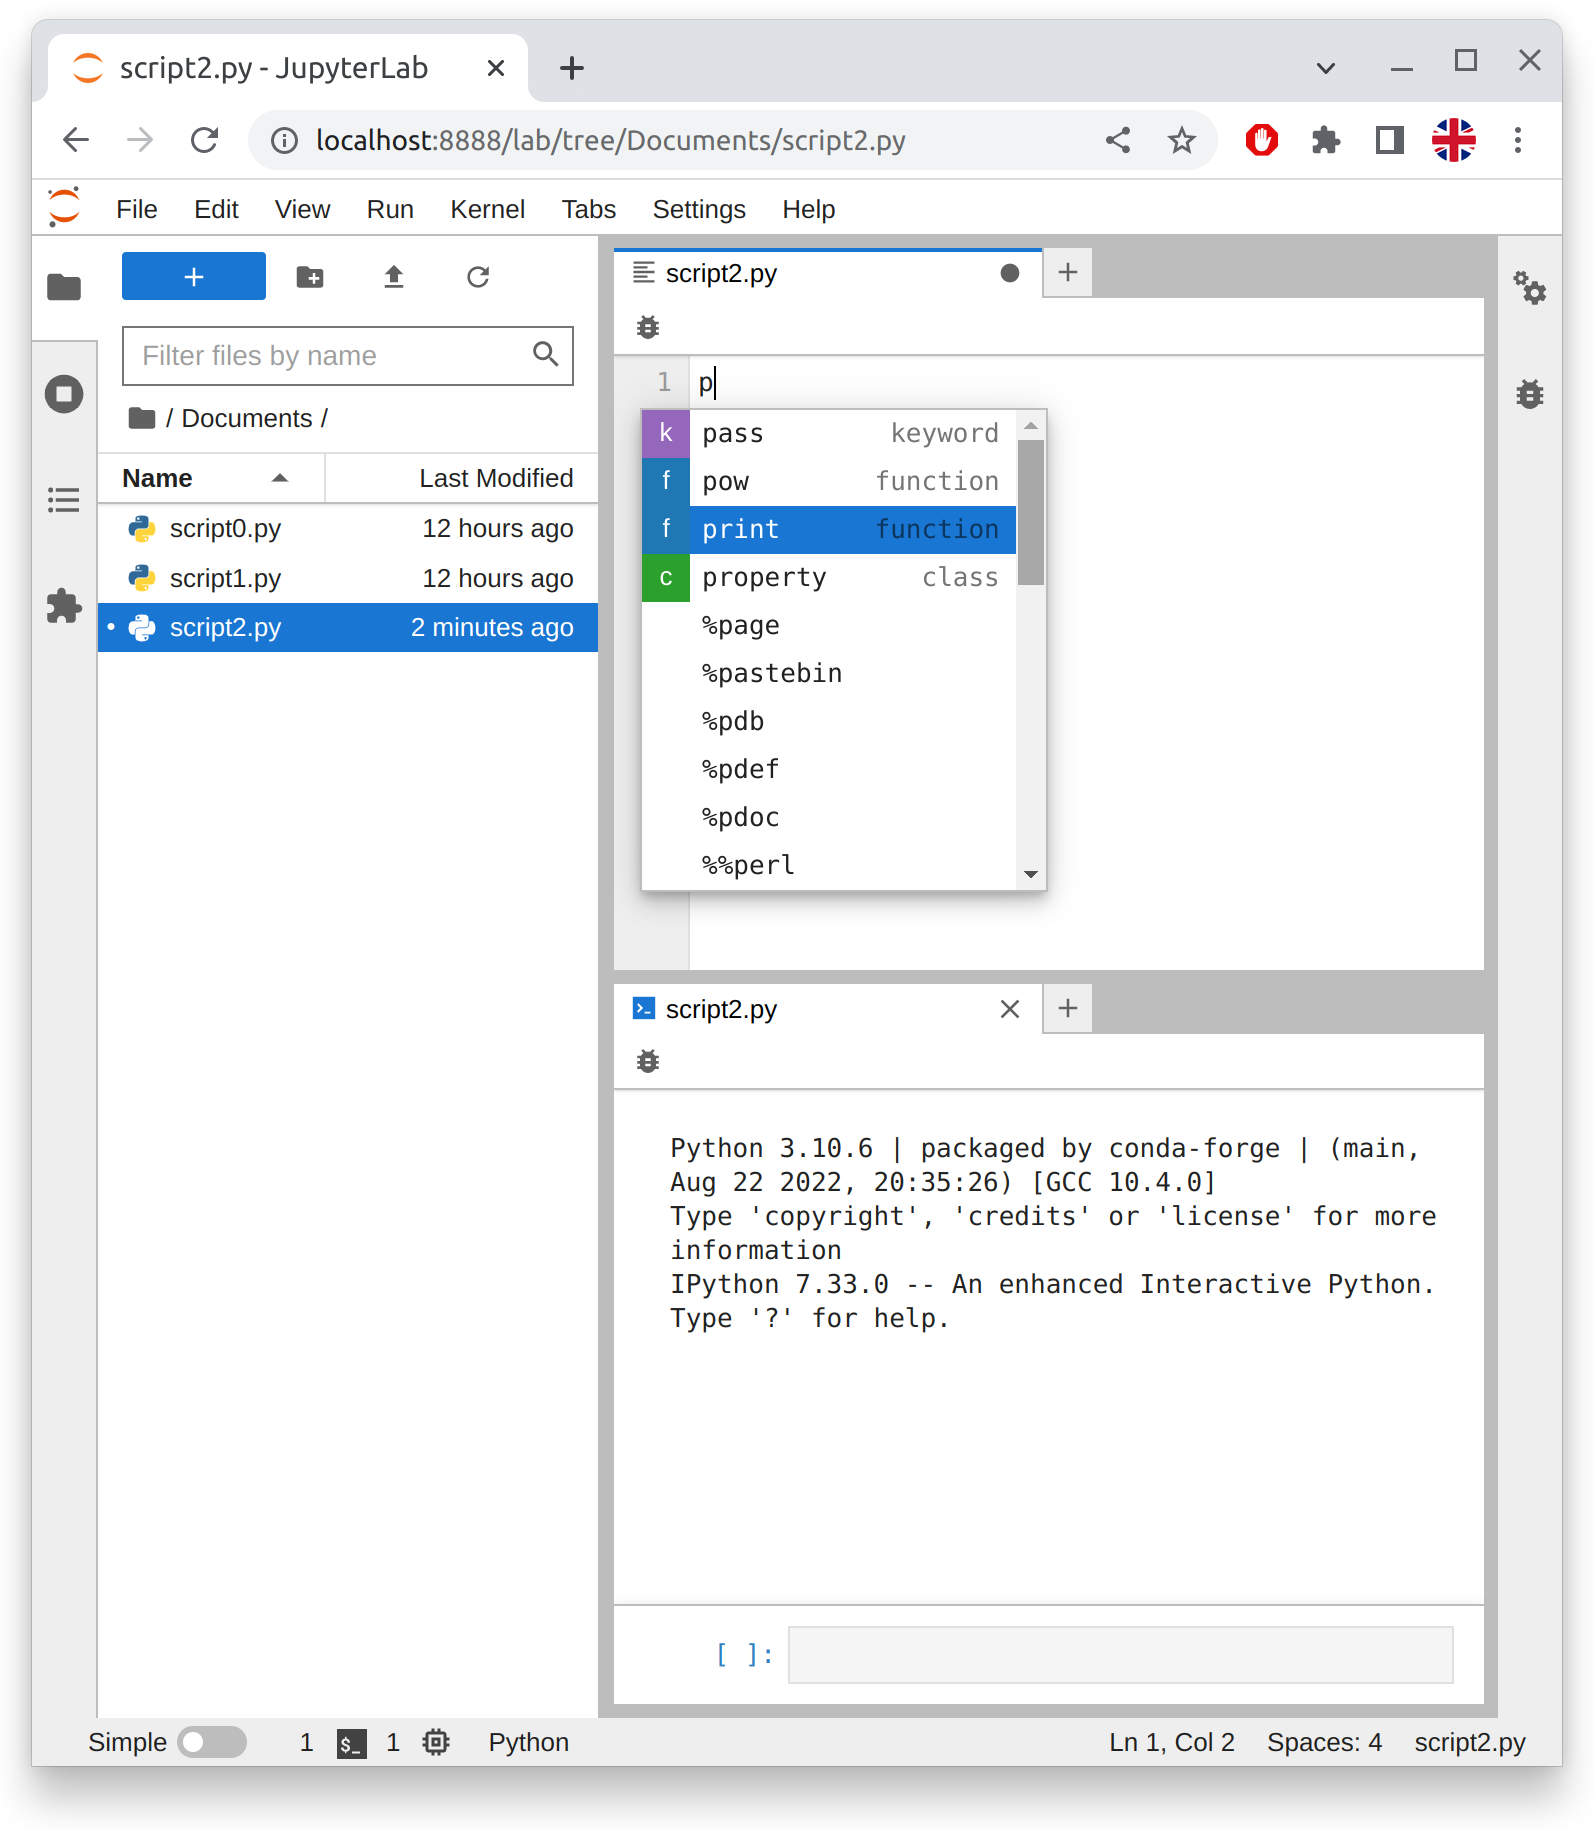 script2.py - JupyterLab
localhost:8888/lab/tree/Documents/script2.py
File Edit View Run Kernel Tabs Settings Help
Filter files by name
/ Documents /
Name Last Modified
script0.py 12 hours ago
script1.py 12 hours ago
• script2.py 2 minutes ago
script2.py
1 p
k pass keyword
f pow function
f print function
c property class
%page
%pastebin
%pdb
%pdef
%pdoc
%%perl
script2.py
Python 3.10.6 | packaged by conda-forge | (main,
Aug 22 2022, 20:35:26) [GCC 10.4.0]
Type 'copyright', 'credits' or 'license' for more
information
IPython 7.33.0 -- An enhanced Interactive Python.
Type '?' for help.
[ ]:
Simple 1 $_ 1 Python Ln 1, Col 2 Spaces: 4 script2.py